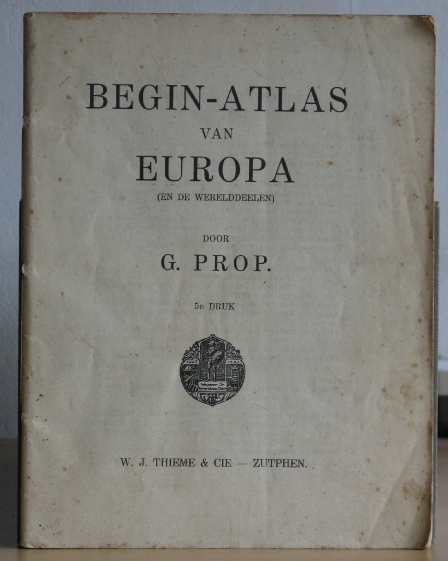 BEGIN-ATLAS
VAN
EUROPA
(EN DE WERELDDEELEN)
DOOR
G. PROP.
5e DRUK
W. J. THIEME & CIE — ZUTPHEN.